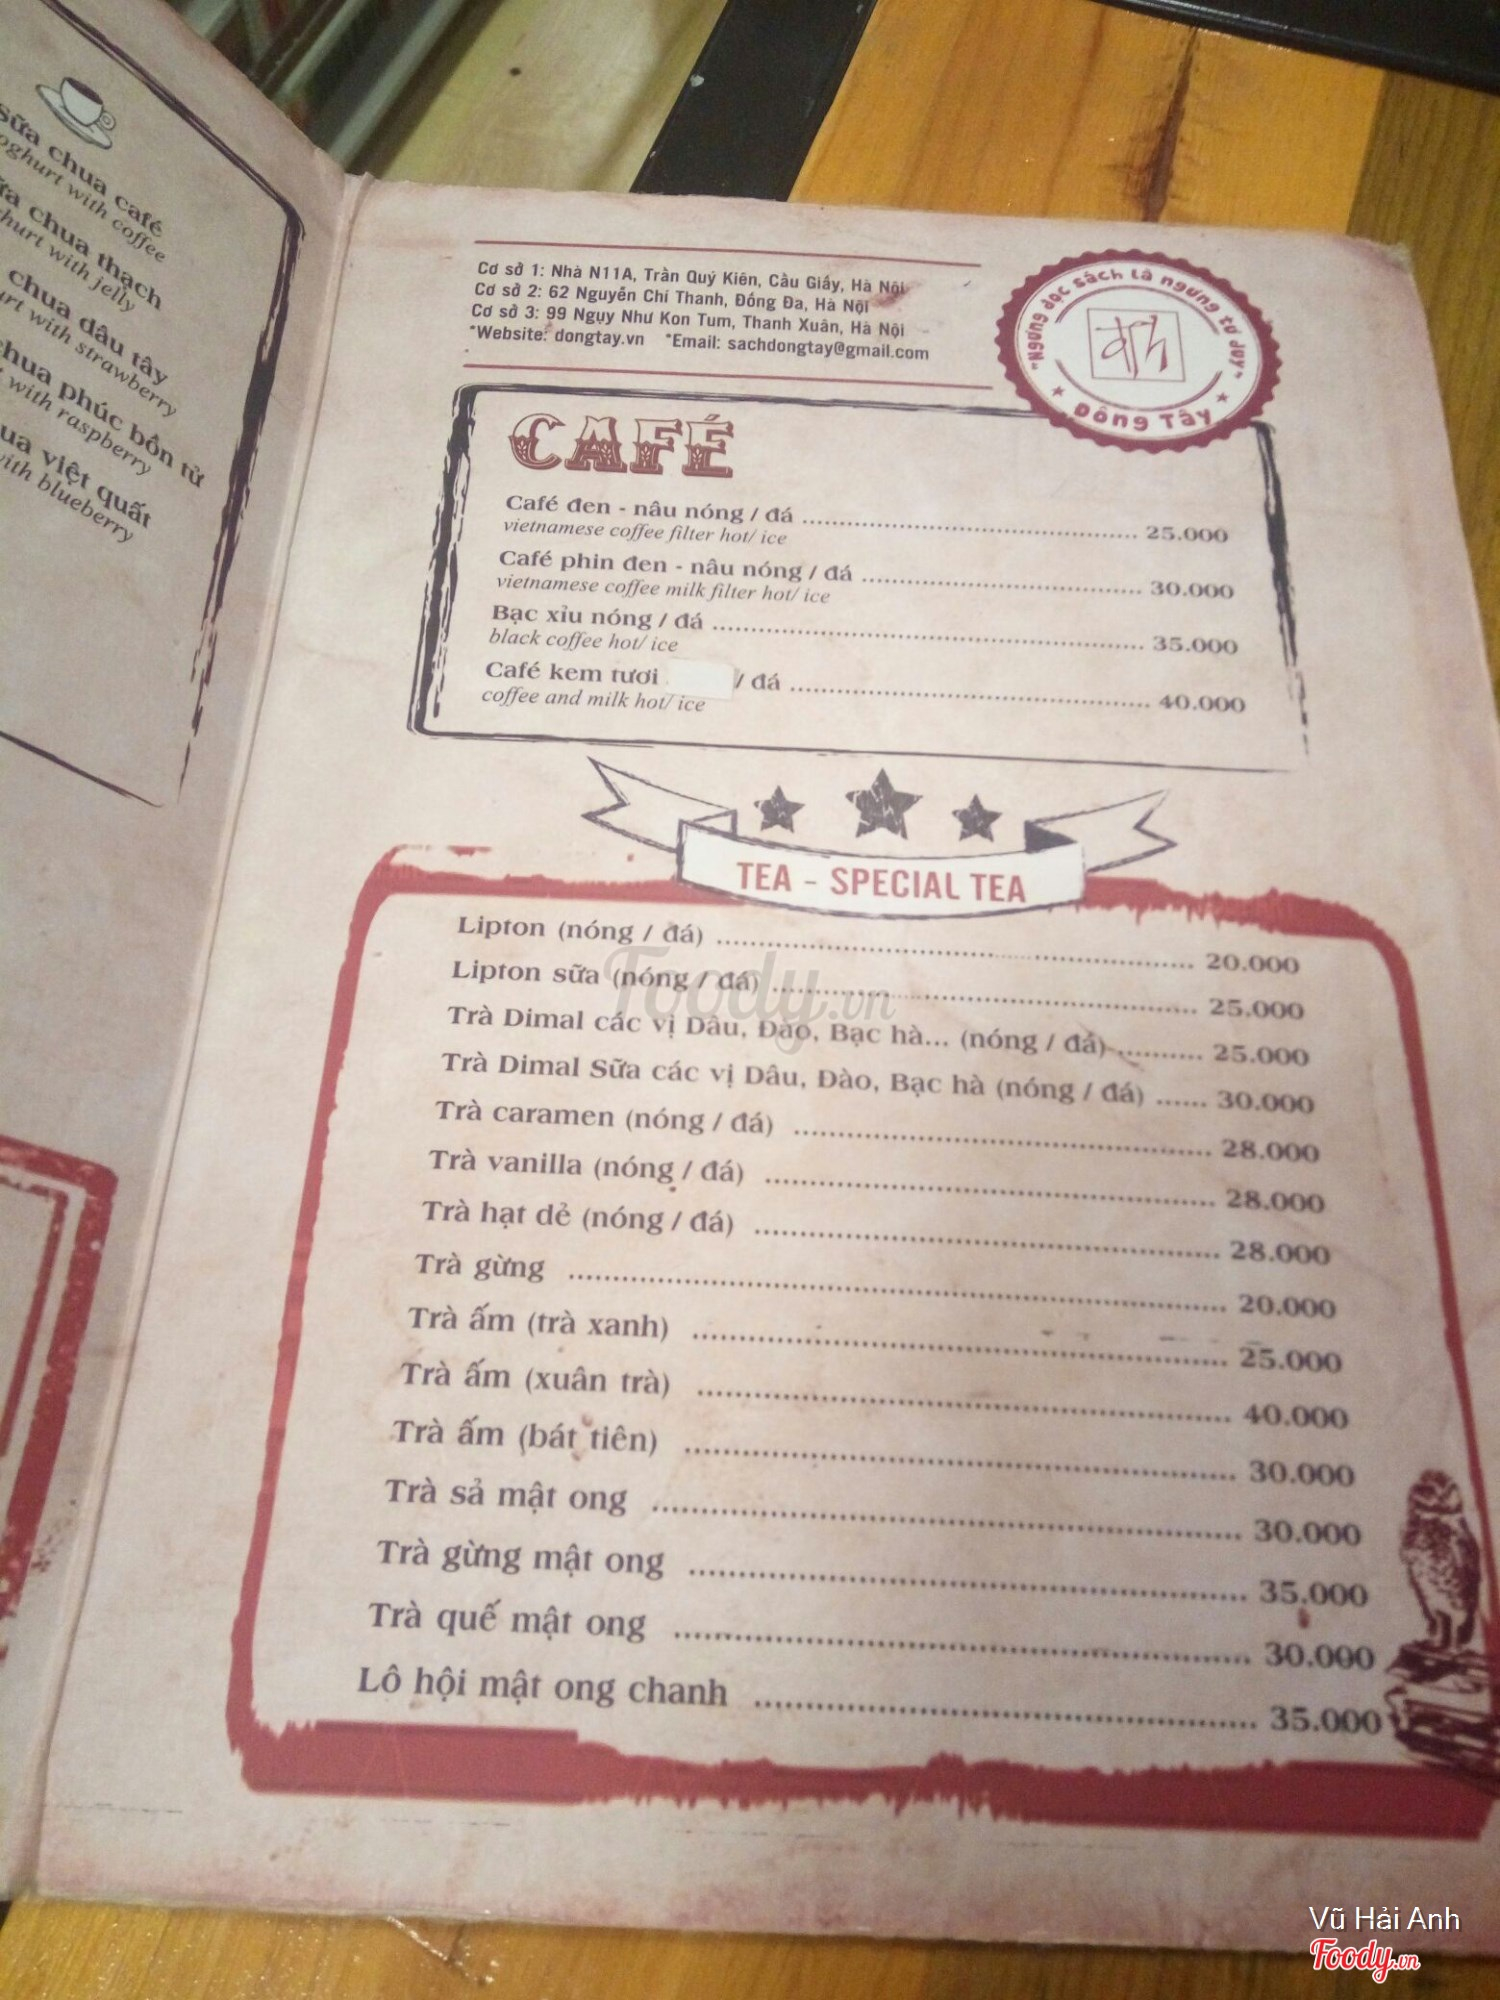 sữa chua café
yoghurt with coffee
chua thạch
with jelly
chua dâu tây
with strawberry
chua phúc bồn tử
with raspberry
việt quất
with blueberry
Cơ sở 1: Nhà N11A, Trần Quý Kiên, Cầu Giấy, Hà Nội
Cơ sở 2: 62 Nguyễn Chí Thanh, Đống Đa, Hà Nội
Cơ sở 3: 99 Ngụy Như Kon Tum, Thanh Xuân, Hà Nội
*Website: dongtay.vn *Email: sachdongtay@gmail.com
"Người đọc sách là người tư duy"
Đông Tây
CAFÉ
Café đen - nâu nóng / đá ........ 25.000
vietnamese coffee filter hot/ ice
Café phin đen - nâu nóng / đá ........ 30.000
vietnamese coffee milk filter hot/ ice
Bạc xỉu nóng / đá ........ 35.000
black coffee hot/ ice
Café kem tươi / đá ........ 40.000
coffee and milk hot/ ice
TEA - SPECIAL TEA
Lipton (nóng / đá) ........ 20.000
Lipton sữa (nóng / đá) ........ 25.000
Trà Dimal các vị Dâu, Đào, Bạc hà... (nóng / đá) ........ 25.000
Trà Dimal Sữa các vị Dâu, Đào, Bạc hà (nóng / đá) ...... 30.000
Trà caramen (nóng / đá) ........ 28.000
Trà vanilla (nóng / đá) ........ 28.000
Trà hạt dẻ (nóng / đá) ........ 28.000
Trà gừng ........ 20.000
Trà ấm (trà xanh) ........ 25.000
Trà ấm (xuân trà) ........ 40.000
Trà ấm (bát tiên) ........ 30.000
Trà sả mật ong ........ 30.000
Trà gừng mật ong ........ 35.000
Trà quế mật ong ........ 30.000
Lô hội mật ong chanh ........ 35.000
Foody.vn
Vũ Hải Anh
Foody.vn